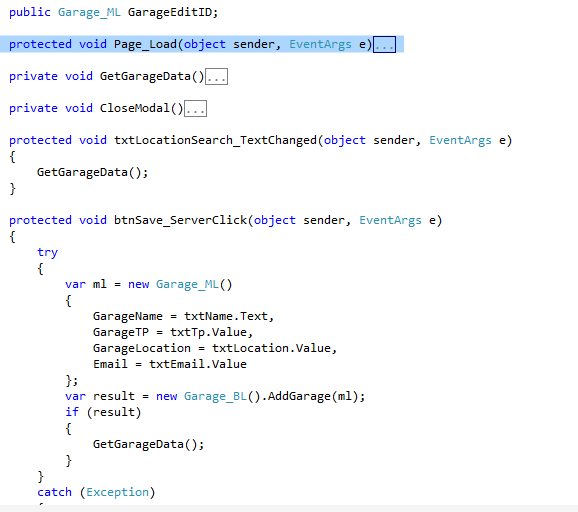 public Garage_ML GarageEditID;
protected void Page_Load(object sender, EventArgs e)...
private void GetGarageData()...
private void CloseModal()...
protected void txtLocationSearch_TextChanged(object sender, EventArgs e)
{
GetGarageData();
}
protected void btnSave_ServerClick(object sender, EventArgs e)
{
try
{
var ml = new Garage_ML()
{
GarageName = txtName.Text,
GarageTP = txtTp.Value,
GarageLocation = txtLocation.Value,
Email = txtEmail.Value
};
var result = new Garage_BL().AddGarage(ml);
if (result)
{
GetGarageData();
}
}
catch (Exception)